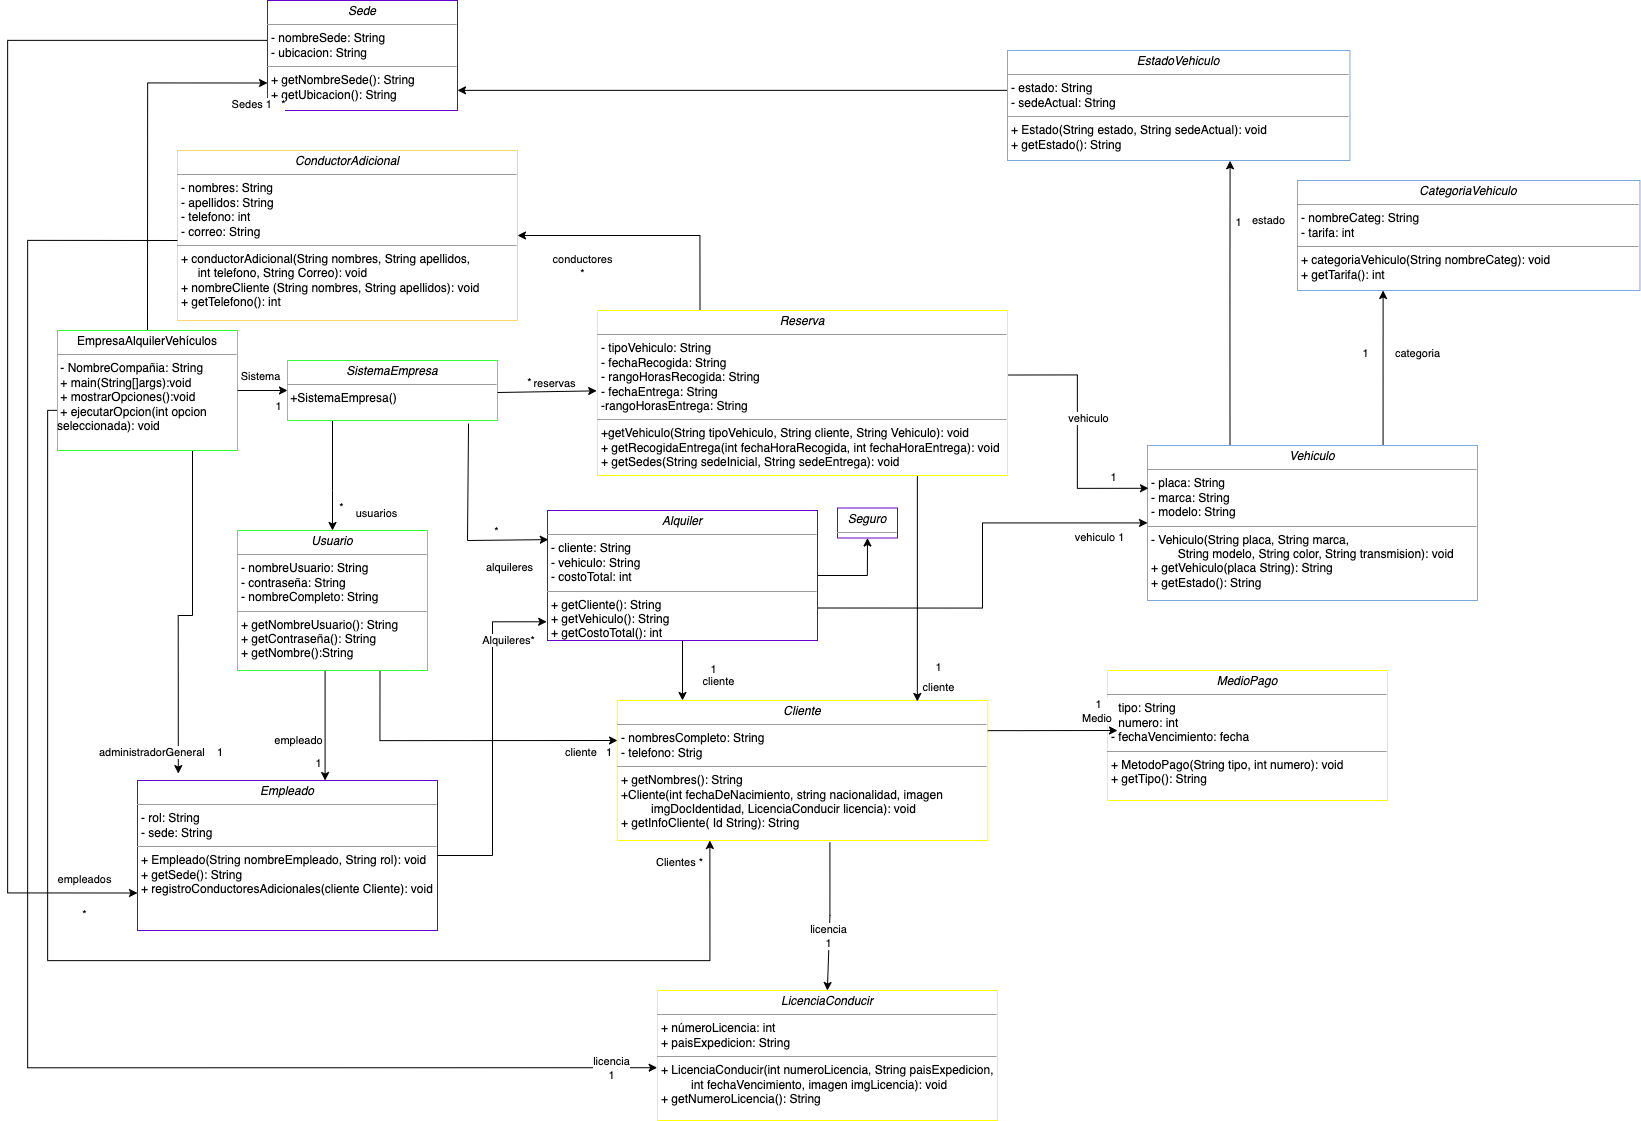 Sede
- nombreSede: String
- ubicacion: String
+ getNombreSede(): String
+ getUbicacion(): String
Sedes 1 *
EstadoVehiculo
- estado: String
- sedeActual: String
+ Estado(String estado, String sedeActual): void
+ getEstado(): String
ConductorAdicional
- nombres: String
- apellidos: String
- telefono: int
- correo: String
+ conductorAdicional(String nombres, String apellidos,
int telefono, String Correo): void
+ nombreCliente (String nombres, String apellidos): void
+ getTelefono(): int
CategoriaVehiculo
- nombreCateg: String
- tarifa: int
+ categoriaVehiculo(String nombreCateg): void
+ getTarifa(): int
1 estado
conductores
*
EmpresaAlquilerVehículos
- NombreCompañia: String
+ main(String[]args):void
+ mostrarOpciones():void
+ ejecutarOpcion(int opcion
seleccionada): void
Sistema
1
SistemaEmpresa
+SistemaEmpresa()
* reservas
Reserva
- tipoVehiculo: String
- fechaRecogida: String
- rangoHorasRecogida: String
- fechaEntrega: String
-rangoHorasEntrega: String
+getVehiculo(String tipoVehiculo, String cliente, String Vehiculo): void
+ getRecogidaEntrega(int fechaHoraRecogida, int fechaHoraEntrega): void
+ getSedes(String sedeInicial, String sedeEntrega): void
1 categoria
vehiculo
1
Vehiculo
- placa: String
- marca: String
- modelo: String
- Vehiculo(String placa, String marca,
String modelo, String color, String transmision): void
+ getVehiculo(placa String): String
+ getEstado(): String
* usuarios
* alquileres
Usuario
- nombreUsuario: String
- contraseña: String
- nombreCompleto: String
+ getNombreUsuario(): String
+ getContraseña(): String
+ getNombre():String
Alquiler
- cliente: String
- vehiculo: String
- costoTotal: int
+ getCliente(): String
+ getVehiculo(): String
+ getCostoTotal(): int
Seguro
vehiculo 1
Alquileres*
1
cliente
1
cliente
administradorGeneral 1
empleado
1
cliente 1
Cliente
- nombresCompleto: String
- telefono: Strig
+ getNombres(): String
+Cliente(int fechaDeNacimiento, string nacionalidad, imagen
imgDocIdentidad, LicenciaConducir licencia): void
+ getInfoCliente( Id String): String
1
Medio
MedioPago
tipo: String
numero: int
- fechaVencimiento: fecha
+ MetodoPago(String tipo, int numero): void
+ getTipo(): String
Empleado
- rol: String
- sede: String
+ Empleado(String nombreEmpleado, String rol): void
+ getSede(): String
+ registroConductoresAdicionales(cliente Cliente): void
empleados
*
Clientes *
licencia
1
LicenciaConducir
+ númeroLicencia: int
+ paisExpedicion: String
+ LicenciaConducir(int numeroLicencia, String paisExpedicion,
int fechaVencimiento, imagen imgLicencia): void
+ getNumeroLicencia(): String
licencia
1